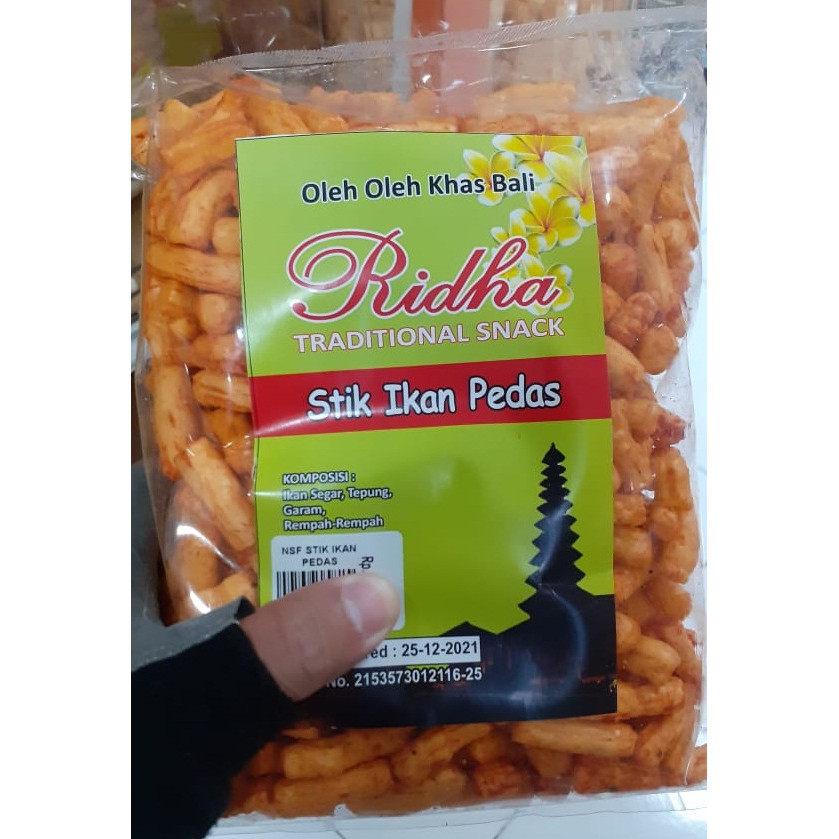 Oleh Oleh Khas Bali
Ridha
TRADITIONAL SNACK
Stik Ikan Pedas
KOMPOSISI :
Ikan Segar, Tepung,
Garam,
Rempah-Rempah
NSF STIK IKAN
PEDAS
Rp
: 25-12-2021
No. 2153573012116-25